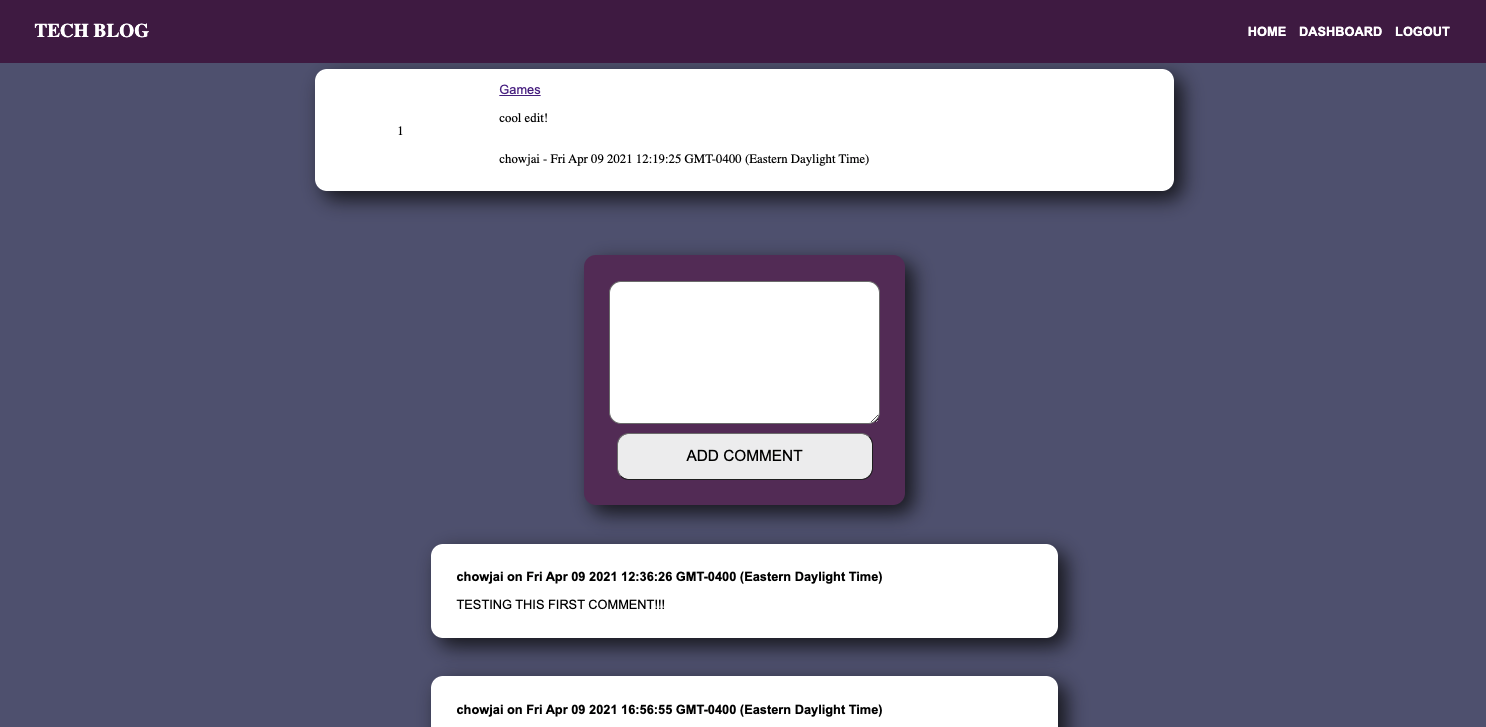 TECH BLOG
HOME DASHBOARD LOGOUT
Games
cool edit!
1
chowjai - Fri Apr 09 2021 12:19:25 GMT-0400 (Eastern Daylight Time)
ADD COMMENT
chowjai on Fri Apr 09 2021 12:36:26 GMT-0400 (Eastern Daylight Time)
TESTING THIS FIRST COMMENT!!!
chowjai on Fri Apr 09 2021 16:56:55 GMT-0400 (Eastern Daylight Time)